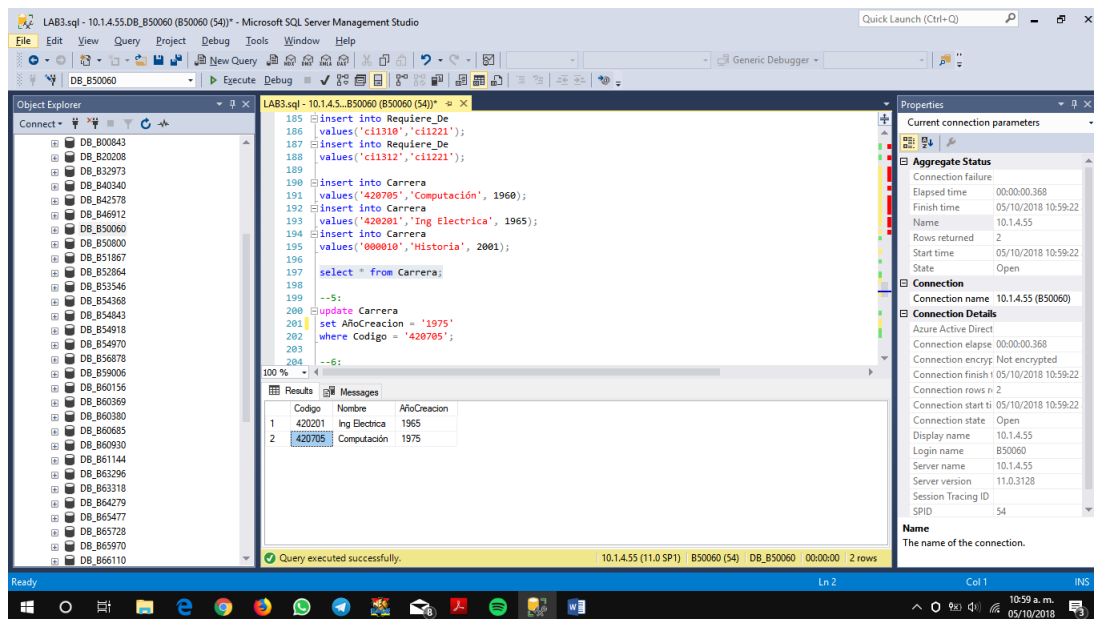 LAB3.sql - 10.1.4.55.DB_B50060 (B50060 (54))* - Microsoft SQL Server Management Studio
Quick Launch (Ctrl+Q)
File Edit View Query Project Debug Tools Window Help
New Query
Generic Debugger
DB_B50060
Execute Debug
Object Explorer
Connect
DB_B00843
DB_B20208
DB_B32973
DB_B40340
DB_B42578
DB_B46912
DB_B50060
DB_B50800
DB_B51867
DB_B52864
DB_B53546
DB_B54368
DB_B54843
DB_B54918
DB_B54970
DB_B56878
DB_B59006
DB_B60156
DB_B60369
DB_B60380
DB_B60685
DB_B60930
DB_B61144
DB_B63296
DB_B63318
DB_B64279
DB_B65477
DB_B65728
DB_B65970
DB_B66110
LAB3.sql - 10.1.4.5...B50060 (B50060 (54))*
185 insert into Requiere_De
186 values('ci1310','ci1221');
187 insert into Requiere_De
188 values('ci1312','ci1221');
189
190 insert into Carrera
191 values('420705','Computación', 1960);
192 insert into Carrera
193 values('420201','Ing Electrica', 1965);
194 insert into Carrera
195 values('000010','Historia', 2001);
196
197 select * from Carrera;
198
199 --5:
200 update Carrera
201 set AñoCreacion = '1975'
202 where Codigo = '420705';
203
204 --6:
100 %
Results Messages
Codigo Nombre AñoCreacion
1 420201 Ing Electrica 1965
2 420705 Computación 1975
Query executed successfully.
10.1.4.55 (11.0 SP1) B50060 (54) DB_B50060 00:00:00 2 rows
Properties
Current connection parameters
Aggregate Status
Connection failure
Elapsed time 00:00:00.368
Finish time 05/10/2018 10:59:22
Name 10.1.4.55
Rows returned 2
Start time 05/10/2018 10:59:22
State Open
Connection
Connection name 10.1.4.55 (B50060)
Connection Details
Azure Active Direct
Connection elapse 00:00:00.368
Connection encryp Not encrypted
Connection finish t 05/10/2018 10:59:22
Connection rows r 2
Connection start ti 05/10/2018 10:59:22
Connection state Open
Display name 10.1.4.55
Login name B50060
Server name 10.1.4.55
Server version 11.0.3128
Session Tracing ID
SPID 54
Name
The name of the connection.
Ready
Ln 2 Col 1 INS
10:59 a. m.
05/10/2018